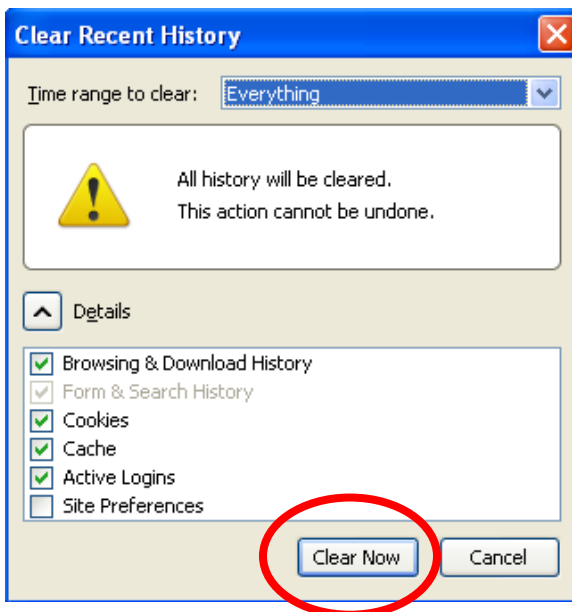 Clear Recent History
Time range to clear: Everything
All history will be cleared.
This action cannot be undone.
Details
Browsing & Download History
Form & Search History
Cookies
Cache
Active Logins
Site Preferences
Clear Now Cancel